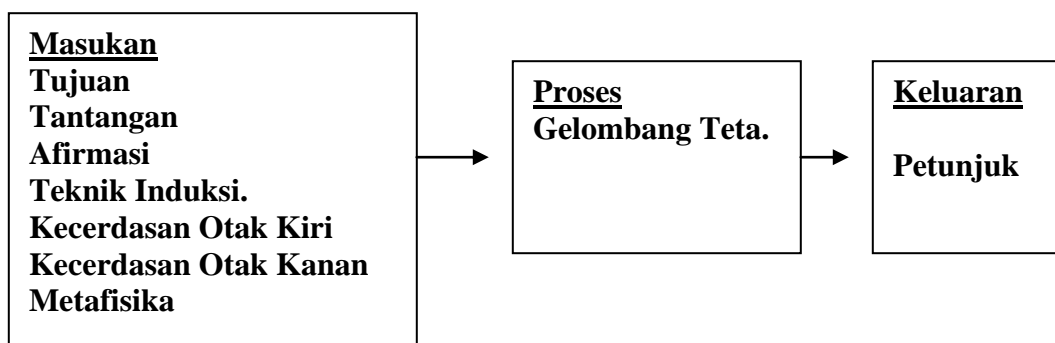 Masukan
Tujuan
Tantangan
Afirmasi
Teknik Induksi.
Kecerdasan Otak Kiri
Kecerdasan Otak Kanan
Metafisika
Proses
Gelombang Teta.
Keluaran
Petunjuk